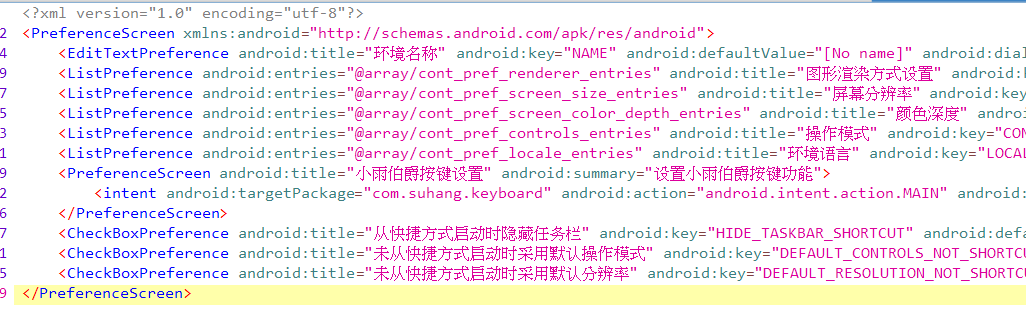 <?xml version="1.0" encoding="utf-8"?>
2 <PreferenceScreen xmlns:android="http://schemas.android.com/apk/res/android">
4 <EditTextPreference android:title="环境名称" android:key="NAME" android:defaultValue="[No name]" android:dial
9 <ListPreference android:entries="@array/cont_pref_renderer_entries" android:title="图形渲染方式设置" android:k
7 <ListPreference android:entries="@array/cont_pref_screen_size_entries" android:title="屏幕分辨率" android:key
5 <ListPreference android:entries="@array/cont_pref_screen_color_depth_entries" android:title="颜色深度" androi
3 <ListPreference android:entries="@array/cont_pref_controls_entries" android:title="操作模式" android:key="CON
1 <ListPreference android:entries="@array/cont_pref_locale_entries" android:title="环境语言" android:key="LOCAL
9 <PreferenceScreen android:title="小雨伯爵按键设置" android:summary="设置小雨伯爵按键功能">
2 <intent android:targetPackage="com.suhang.keyboard" android:action="android.intent.action.MAIN" android:
6 </PreferenceScreen>
7 <CheckBoxPreference android:title="从快捷方式启动时隐藏任务栏" android:key="HIDE_TASKBAR_SHORTCUT" android:defa
1 <CheckBoxPreference android:title="未从快捷方式启动时采用默认操作模式" android:key="DEFAULT_CONTROLS_NOT_SHORTCU
5 <CheckBoxPreference android:title="未从快捷方式启动时采用默认分辨率" android:key="DEFAULT_RESOLUTION_NOT_SHORTCU
9 </PreferenceScreen>